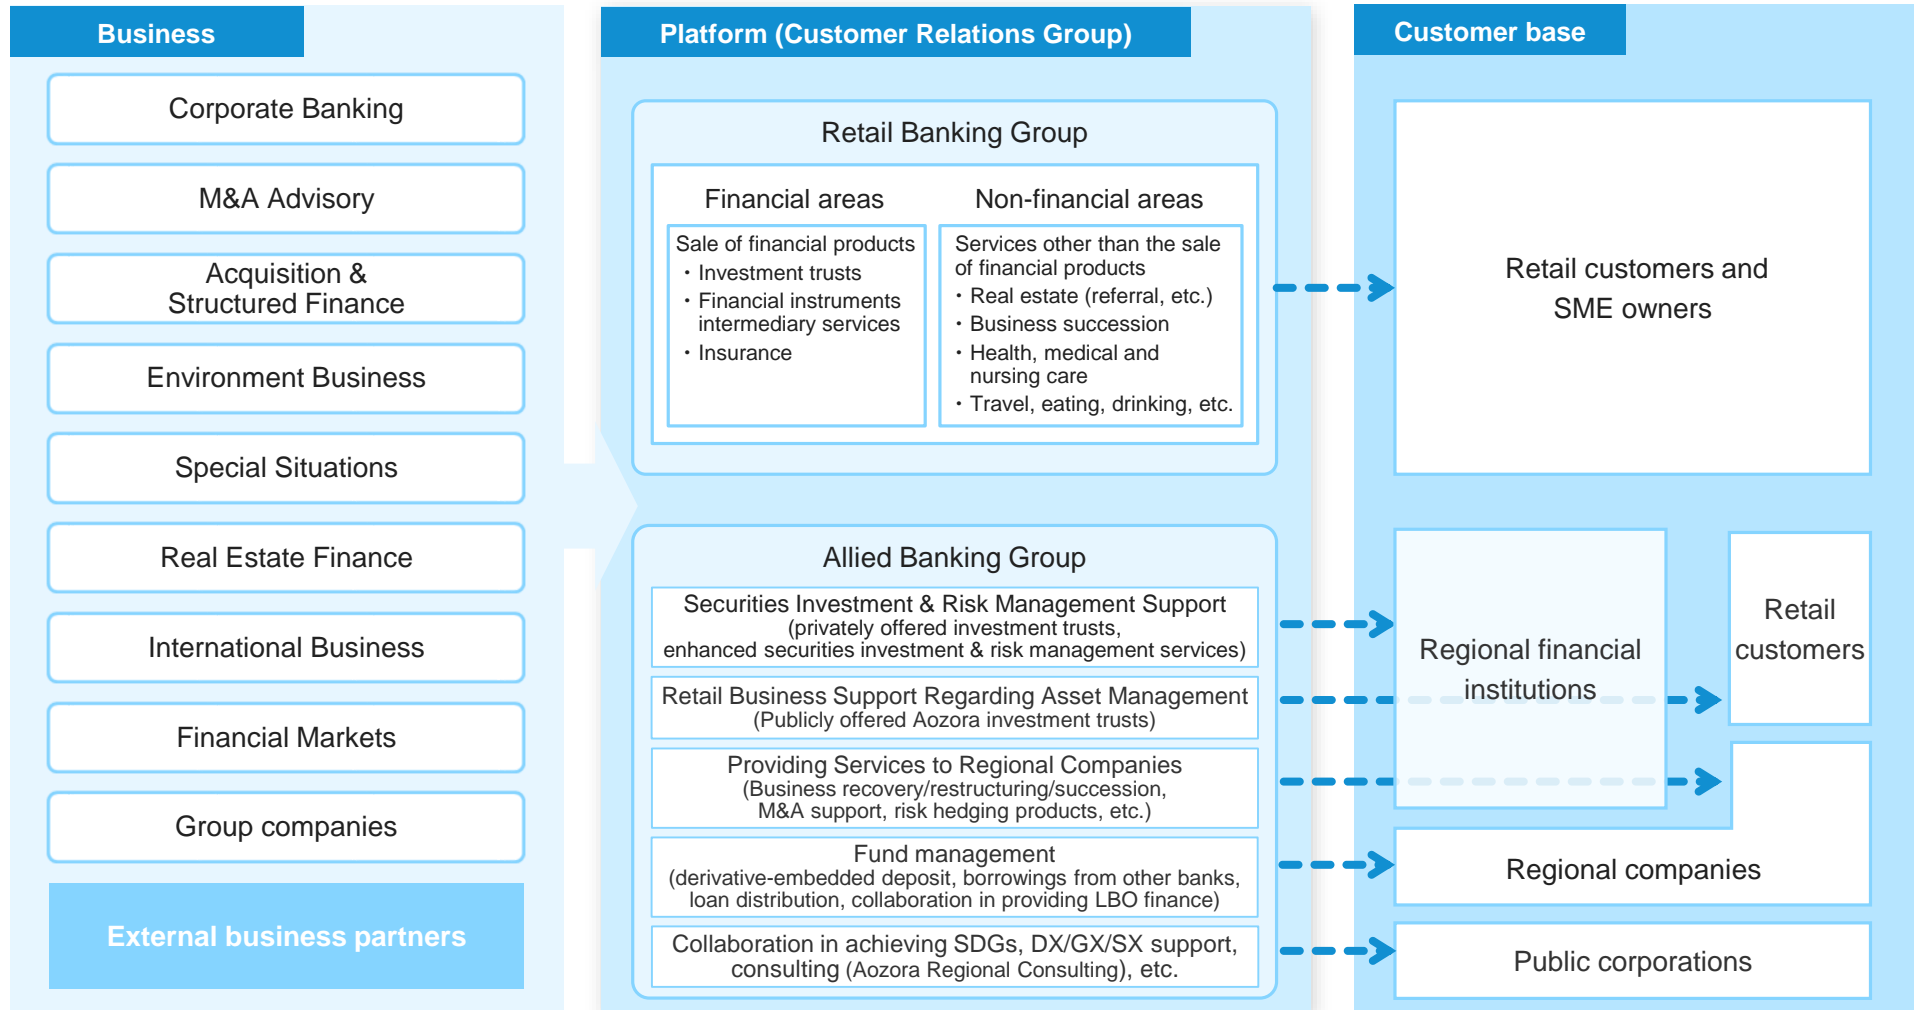 Business
Corporate Banking
M&A Advisory
Acquisition &
Structured Finance
Environment Business
Special Situations
Real Estate Finance
International Business
Financial Markets
Group companies
External business partners
Platform (Customer Relations Group)
Retail Banking Group
Financial areas
Sale of financial products
・Investment trusts
・Financial instruments
intermediary services
・Insurance
Non-financial areas
Services other than the sale
of financial products
・Real estate (referral, etc.)
・Business succession
・Health, medical and
nursing care
・Travel, eating, drinking, etc.
Allied Banking Group
Securities Investment & Risk Management Support
(privately offered investment trusts,
enhanced securities investment & risk management services)
Retail Business Support Regarding Asset Management
(Publicly offered Aozora investment trusts)
Providing Services to Regional Companies
(Business recovery/restructuring/succession,
M&A support, risk hedging products, etc.)
Fund management
(derivative-embedded deposit, borrowings from other banks,
loan distribution, collaboration in providing LBO finance)
Collaboration in achieving SDGs, DX/GX/SX support,
consulting (Aozora Regional Consulting), etc.
Customer base
Retail customers and
SME owners
Regional financial
institutions
Retail
customers
Regional companies
Public corporations